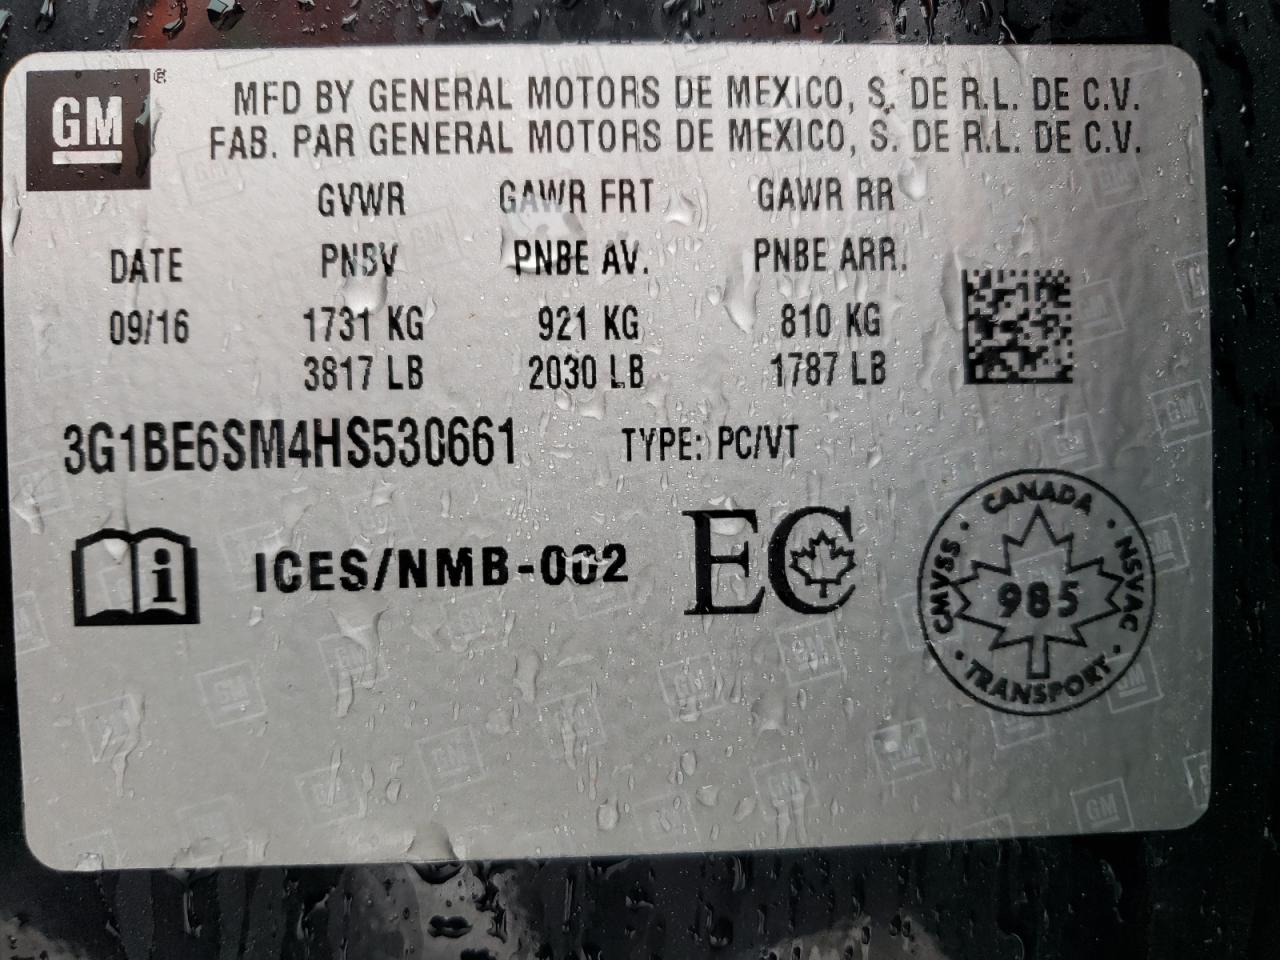 GM ®
MFD BY GENERAL MOTORS DE MEXICO, S. DE R.L. DE C.V.
FAB. PAR GENERAL MOTORS DE MEXICO, S. DE R.L. DE C.V.
GVWR GAWR FRT GAWR RR
DATE PNBV PNBE AV. PNBE ARR.
09/16 1731 KG 921 KG 810 KG
3817 LB 2030 LB 1787 LB
3G1BE6SM4HS530661 TYPE: PC/VT
i ICES/NMB-002 EC
CANADA
CMVSS 985 NSVAC
TRANSPORT